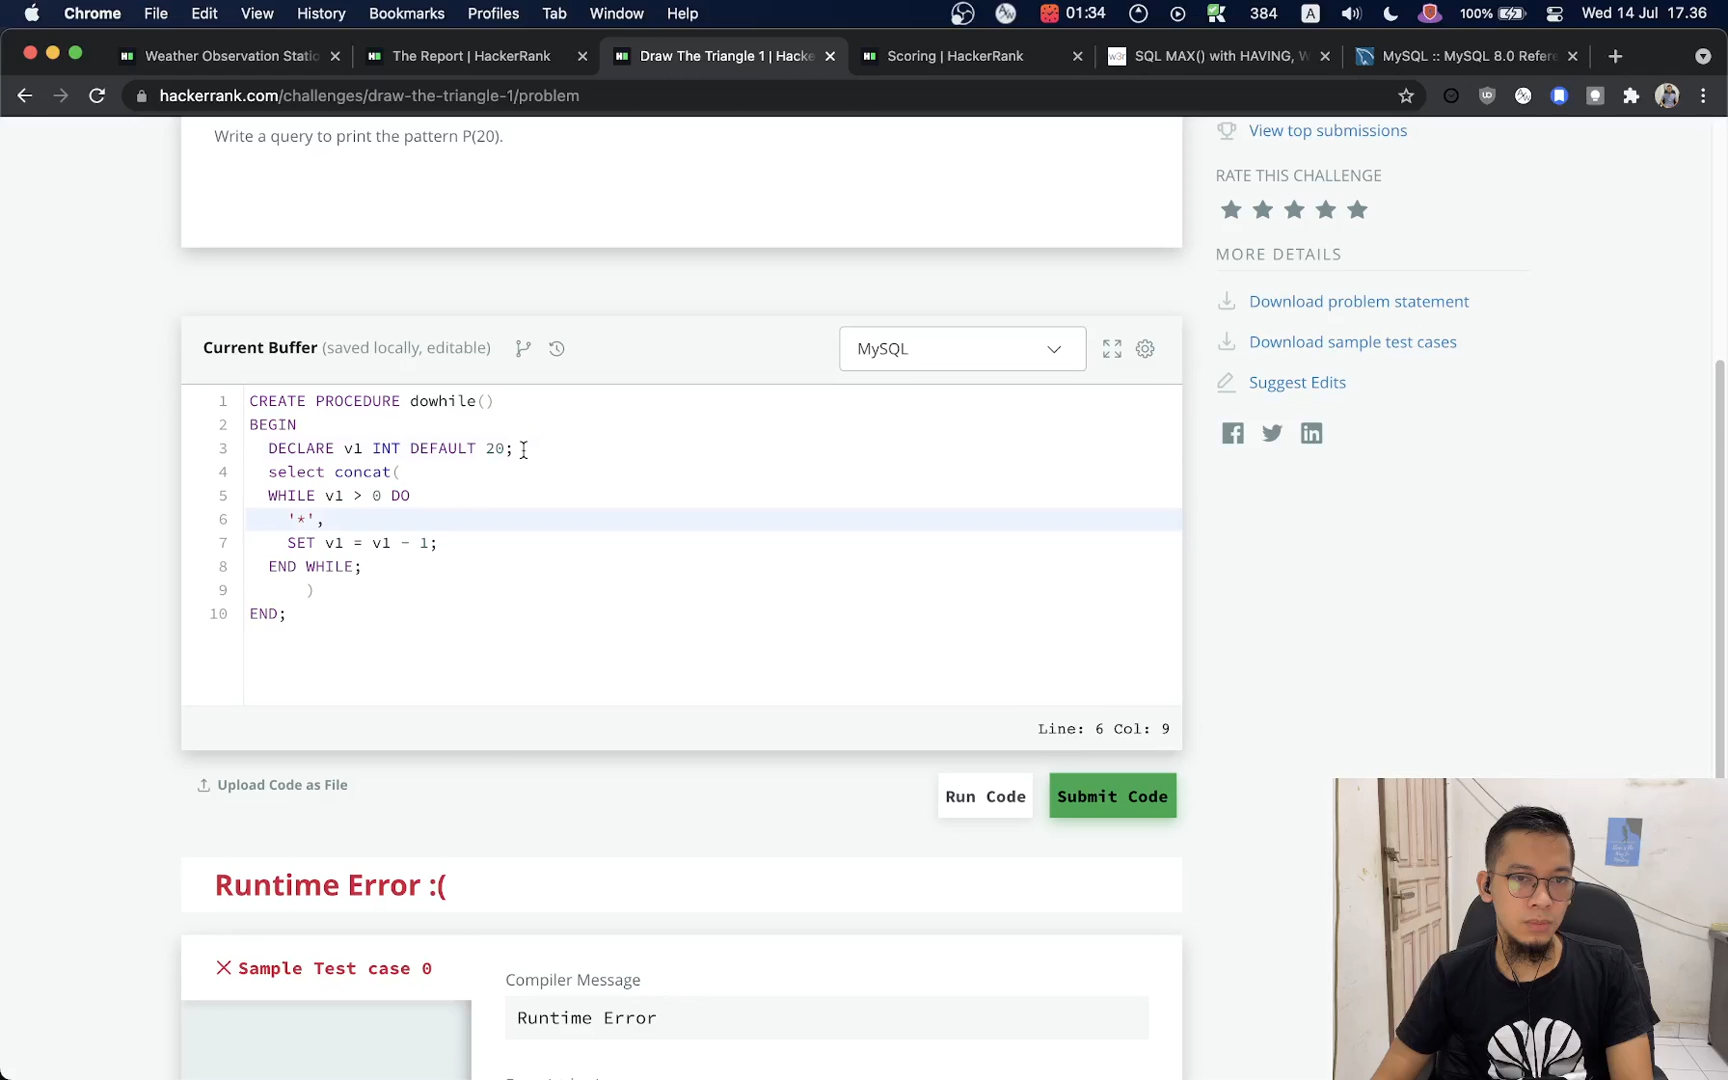 Chrome File Edit View History Bookmarks Profiles Tab Window Help 01:34 384 A 100% Wed 14 Jul 17.36
Weather Observation Statio
The Report | HackerRank
Draw The Triangle 1 | Hacke
Scoring | HackerRank
SQL MAX() with HAVING, W
MySQL :: MySQL 8.0 Refere
hackerrank.com/challenges/draw-the-triangle-1/problem
Write a query to print the pattern P(20).
View top submissions
RATE THIS CHALLENGE
MORE DETAILS
Download problem statement
Download sample test cases
Suggest Edits
Current Buffer (saved locally, editable)
MySQL
1 CREATE PROCEDURE dowhile()
2 BEGIN
3 DECLARE v1 INT DEFAULT 20;
4 select concat(
5 WHILE v1 > 0 DO
6 '*',
7 SET v1 = v1 - 1;
8 END WHILE;
9 )
10 END;
Line: 6 Col: 9
Upload Code as File
Run Code
Submit Code
Runtime Error :(
Sample Test case 0
Compiler Message
Runtime Error